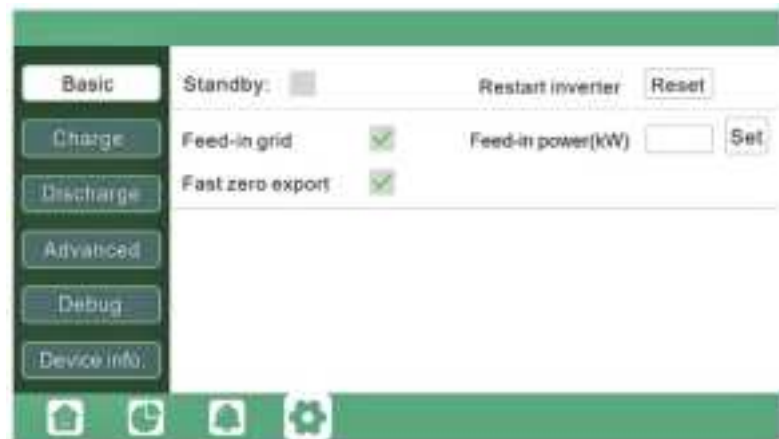 Basic
Standby:
Restart inverter
Reset
Charge
Feed-in grid
Feed-in power(kW)
Set
Discharge
Fast zero export
Advanced
Debug
Device info.